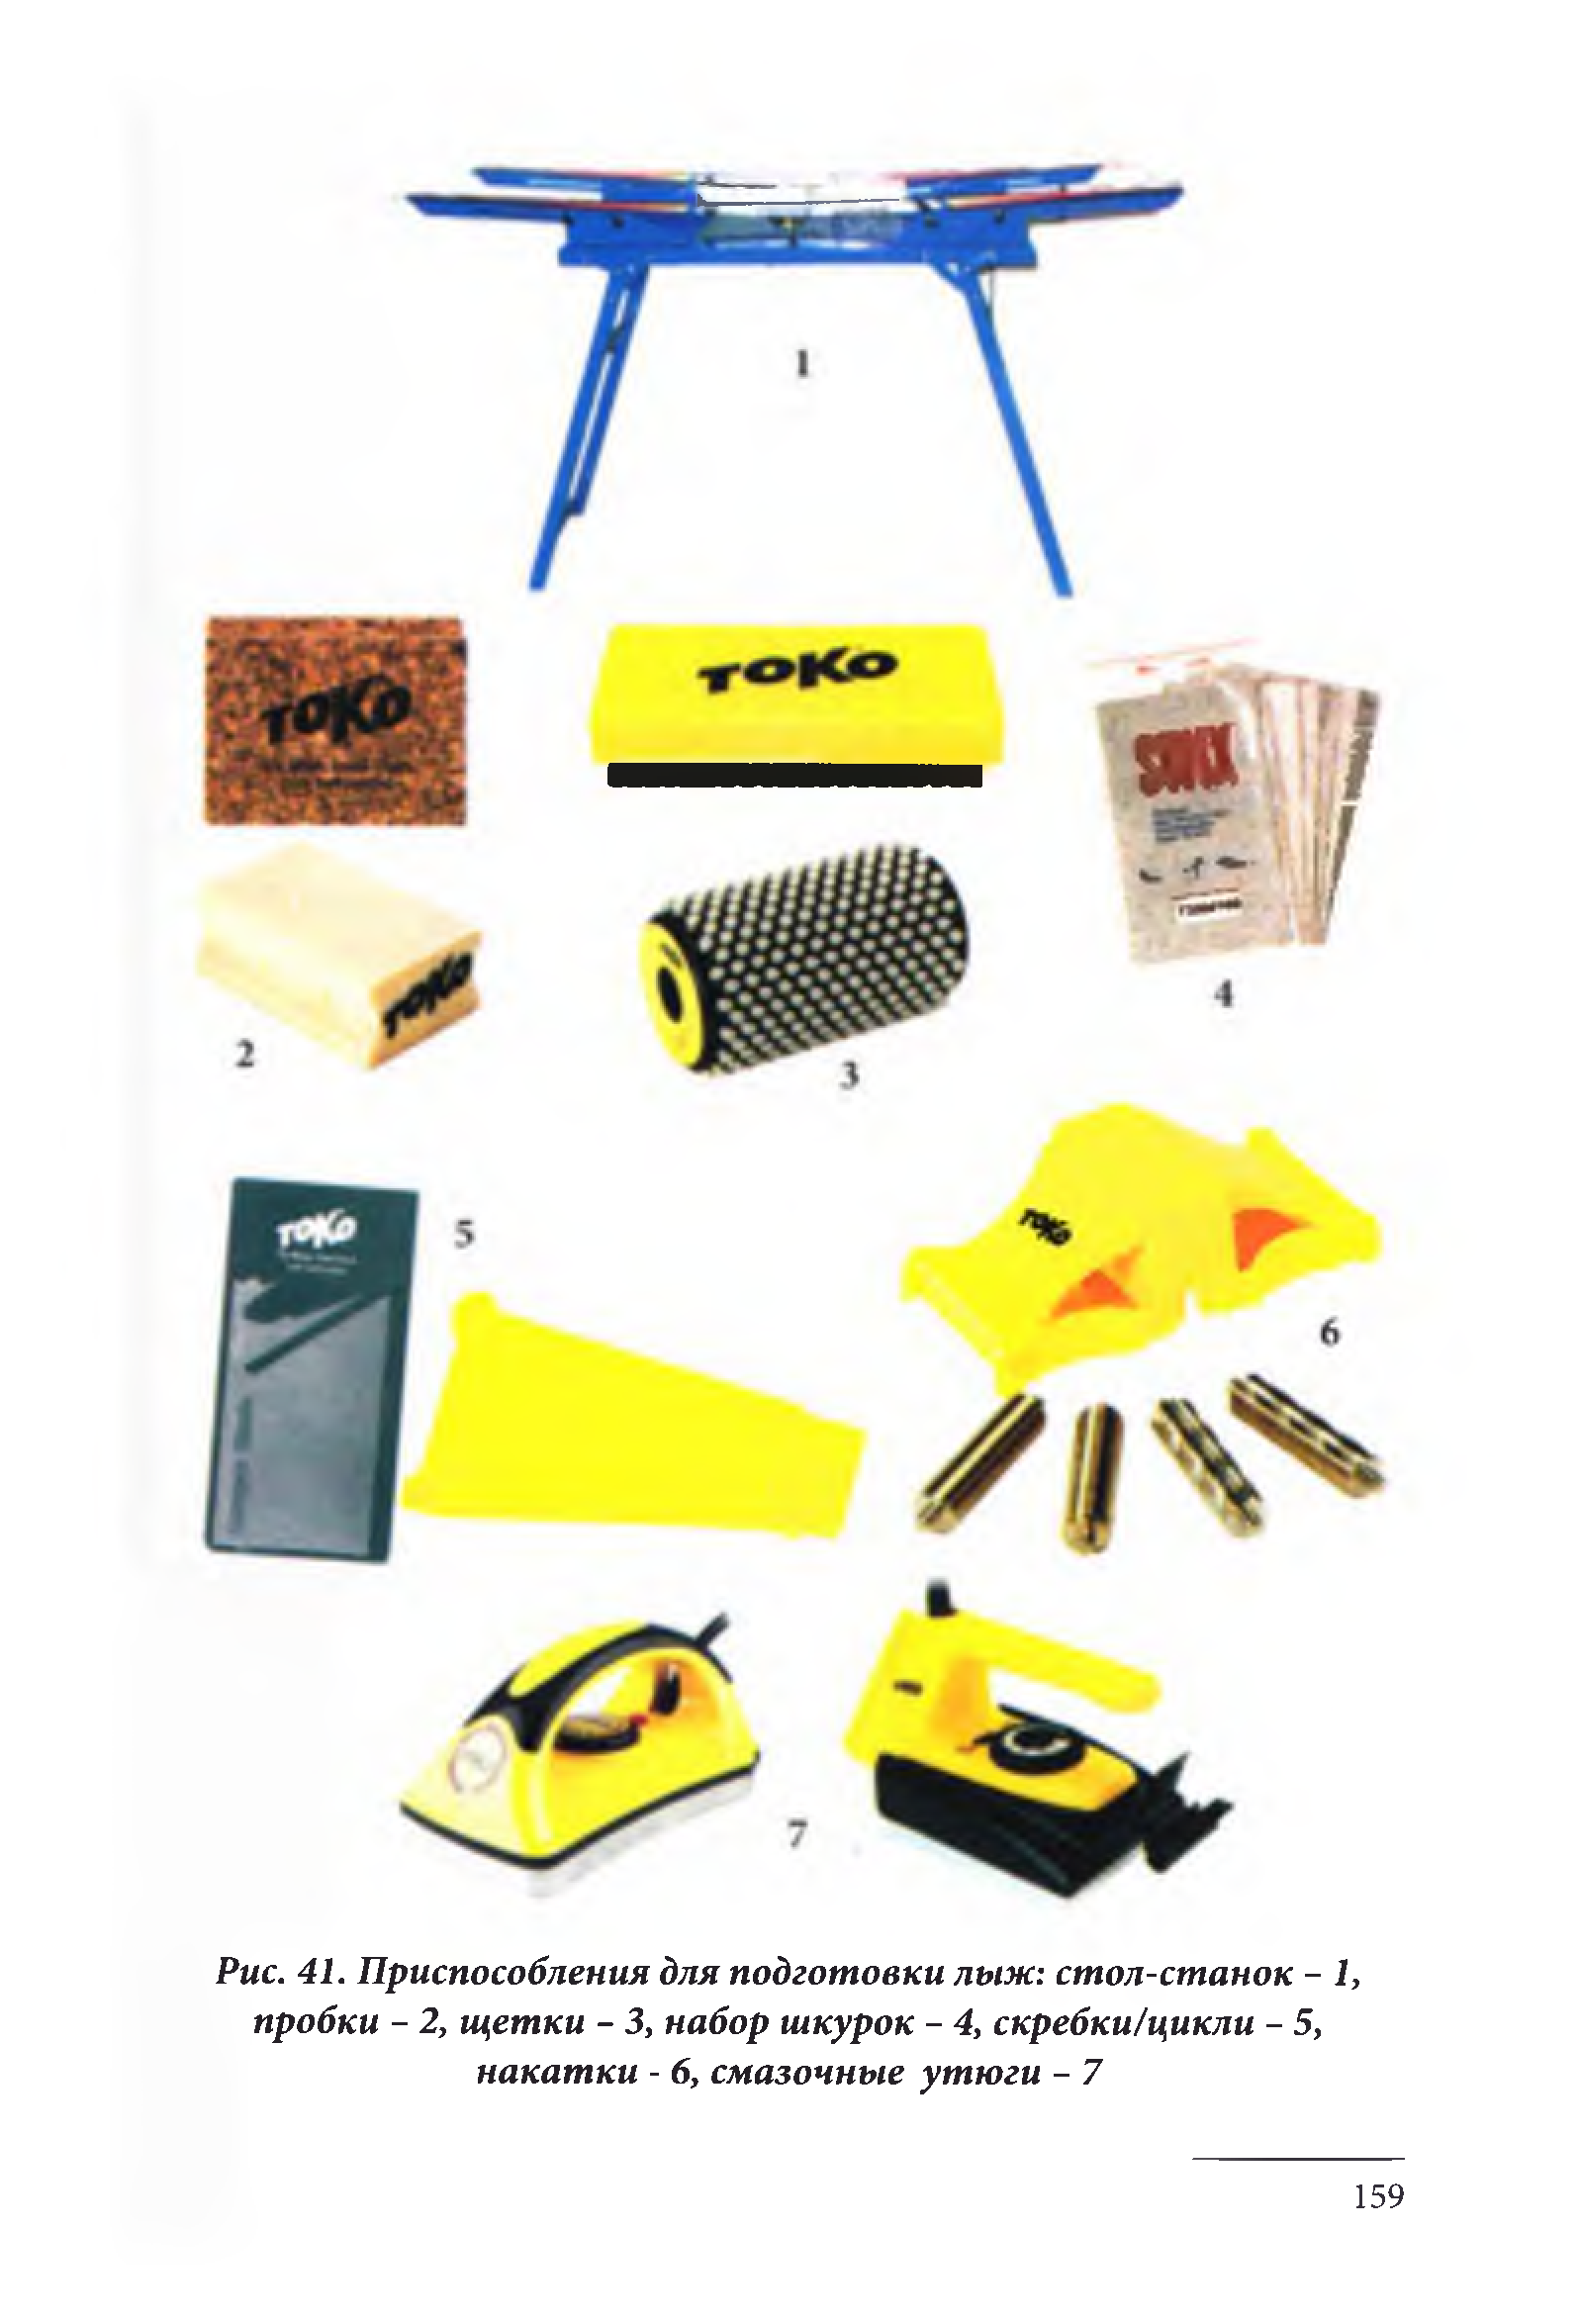 1
TOKO
TOKO
SWIX
TOKO
2
3
4
TOKO
5
TOKO
6
7
Рис. 41. Приспособления для подготовки лыж: стол-станок – 1,
пробки – 2, щетки – 3, набор шкурок – 4, скребки/цикли – 5,
накатки - 6, смазочные утюги – 7
159